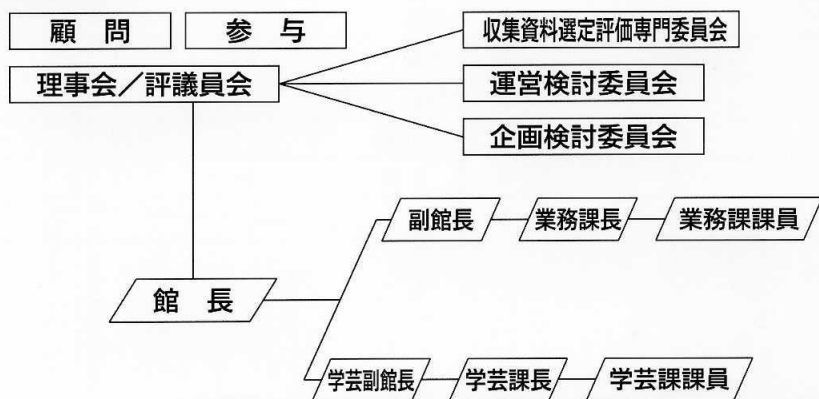 顧問
参与
収集資料選定評価専門委員会
理事会／評議員会
運営検討委員会
企画検討委員会
副館長
業務課長
業務課課員
館長
学芸副館長
学芸課長
学芸課課員